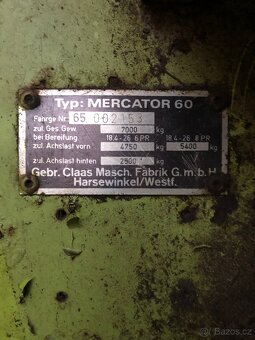 Typ: MERCATOR 60
Fahrgs Nr. 65 002153
zul. Ges. Gew. 7000 kg
bei Bereifung 18.4-26 6 PR 18.4-26 8 PR
zul. Achslast vorn 4750 kg 5400 kg
zul. Achslast hinten kg
Gebr. Claas Masch. Fabrik G.m.b.H.
Harsewinkel/Westf.
Bazos.cz